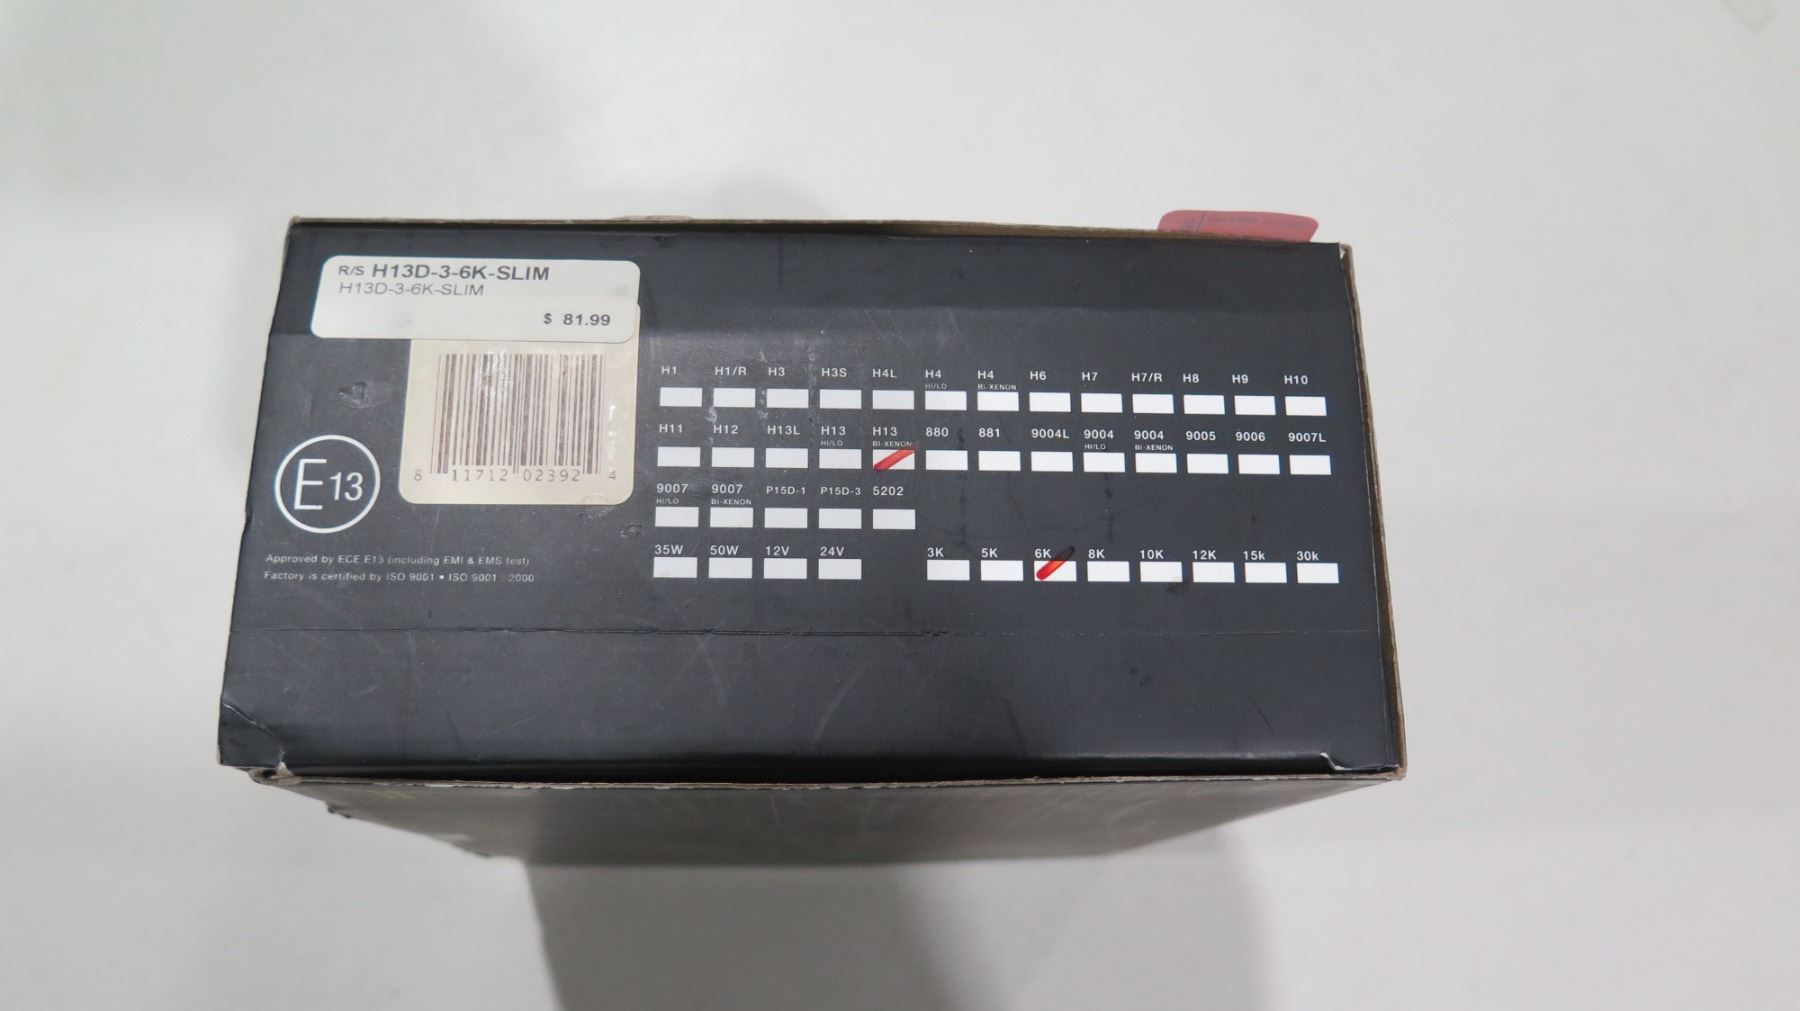 R/S H13D-3-6K-SLIM
H13D-3-6K-SLIM
$ 81.99
8 11712 02392 4
E13
Approved by ECE E13 (including EMI & EMS test)
Factory is certified by ISO 9001 • ISO 9001 : 2000
H1 H1/R H3 H3S H4L H4 HI/LO H4 BI-XENON H6 H7 H7/R H8 H9 H10
H11 H12 H13L H13 HI/LO H13 BI-XENON 880 881 9004L 9004 HI/LO 9004 BI-XENON 9005 9006 9007L
9007 HI/LO 9007 BI-XENON P15D-1 P15D-3 5202
35W 50W 12V 24V 3K 5K 6K 8K 10K 12K 15k 30k